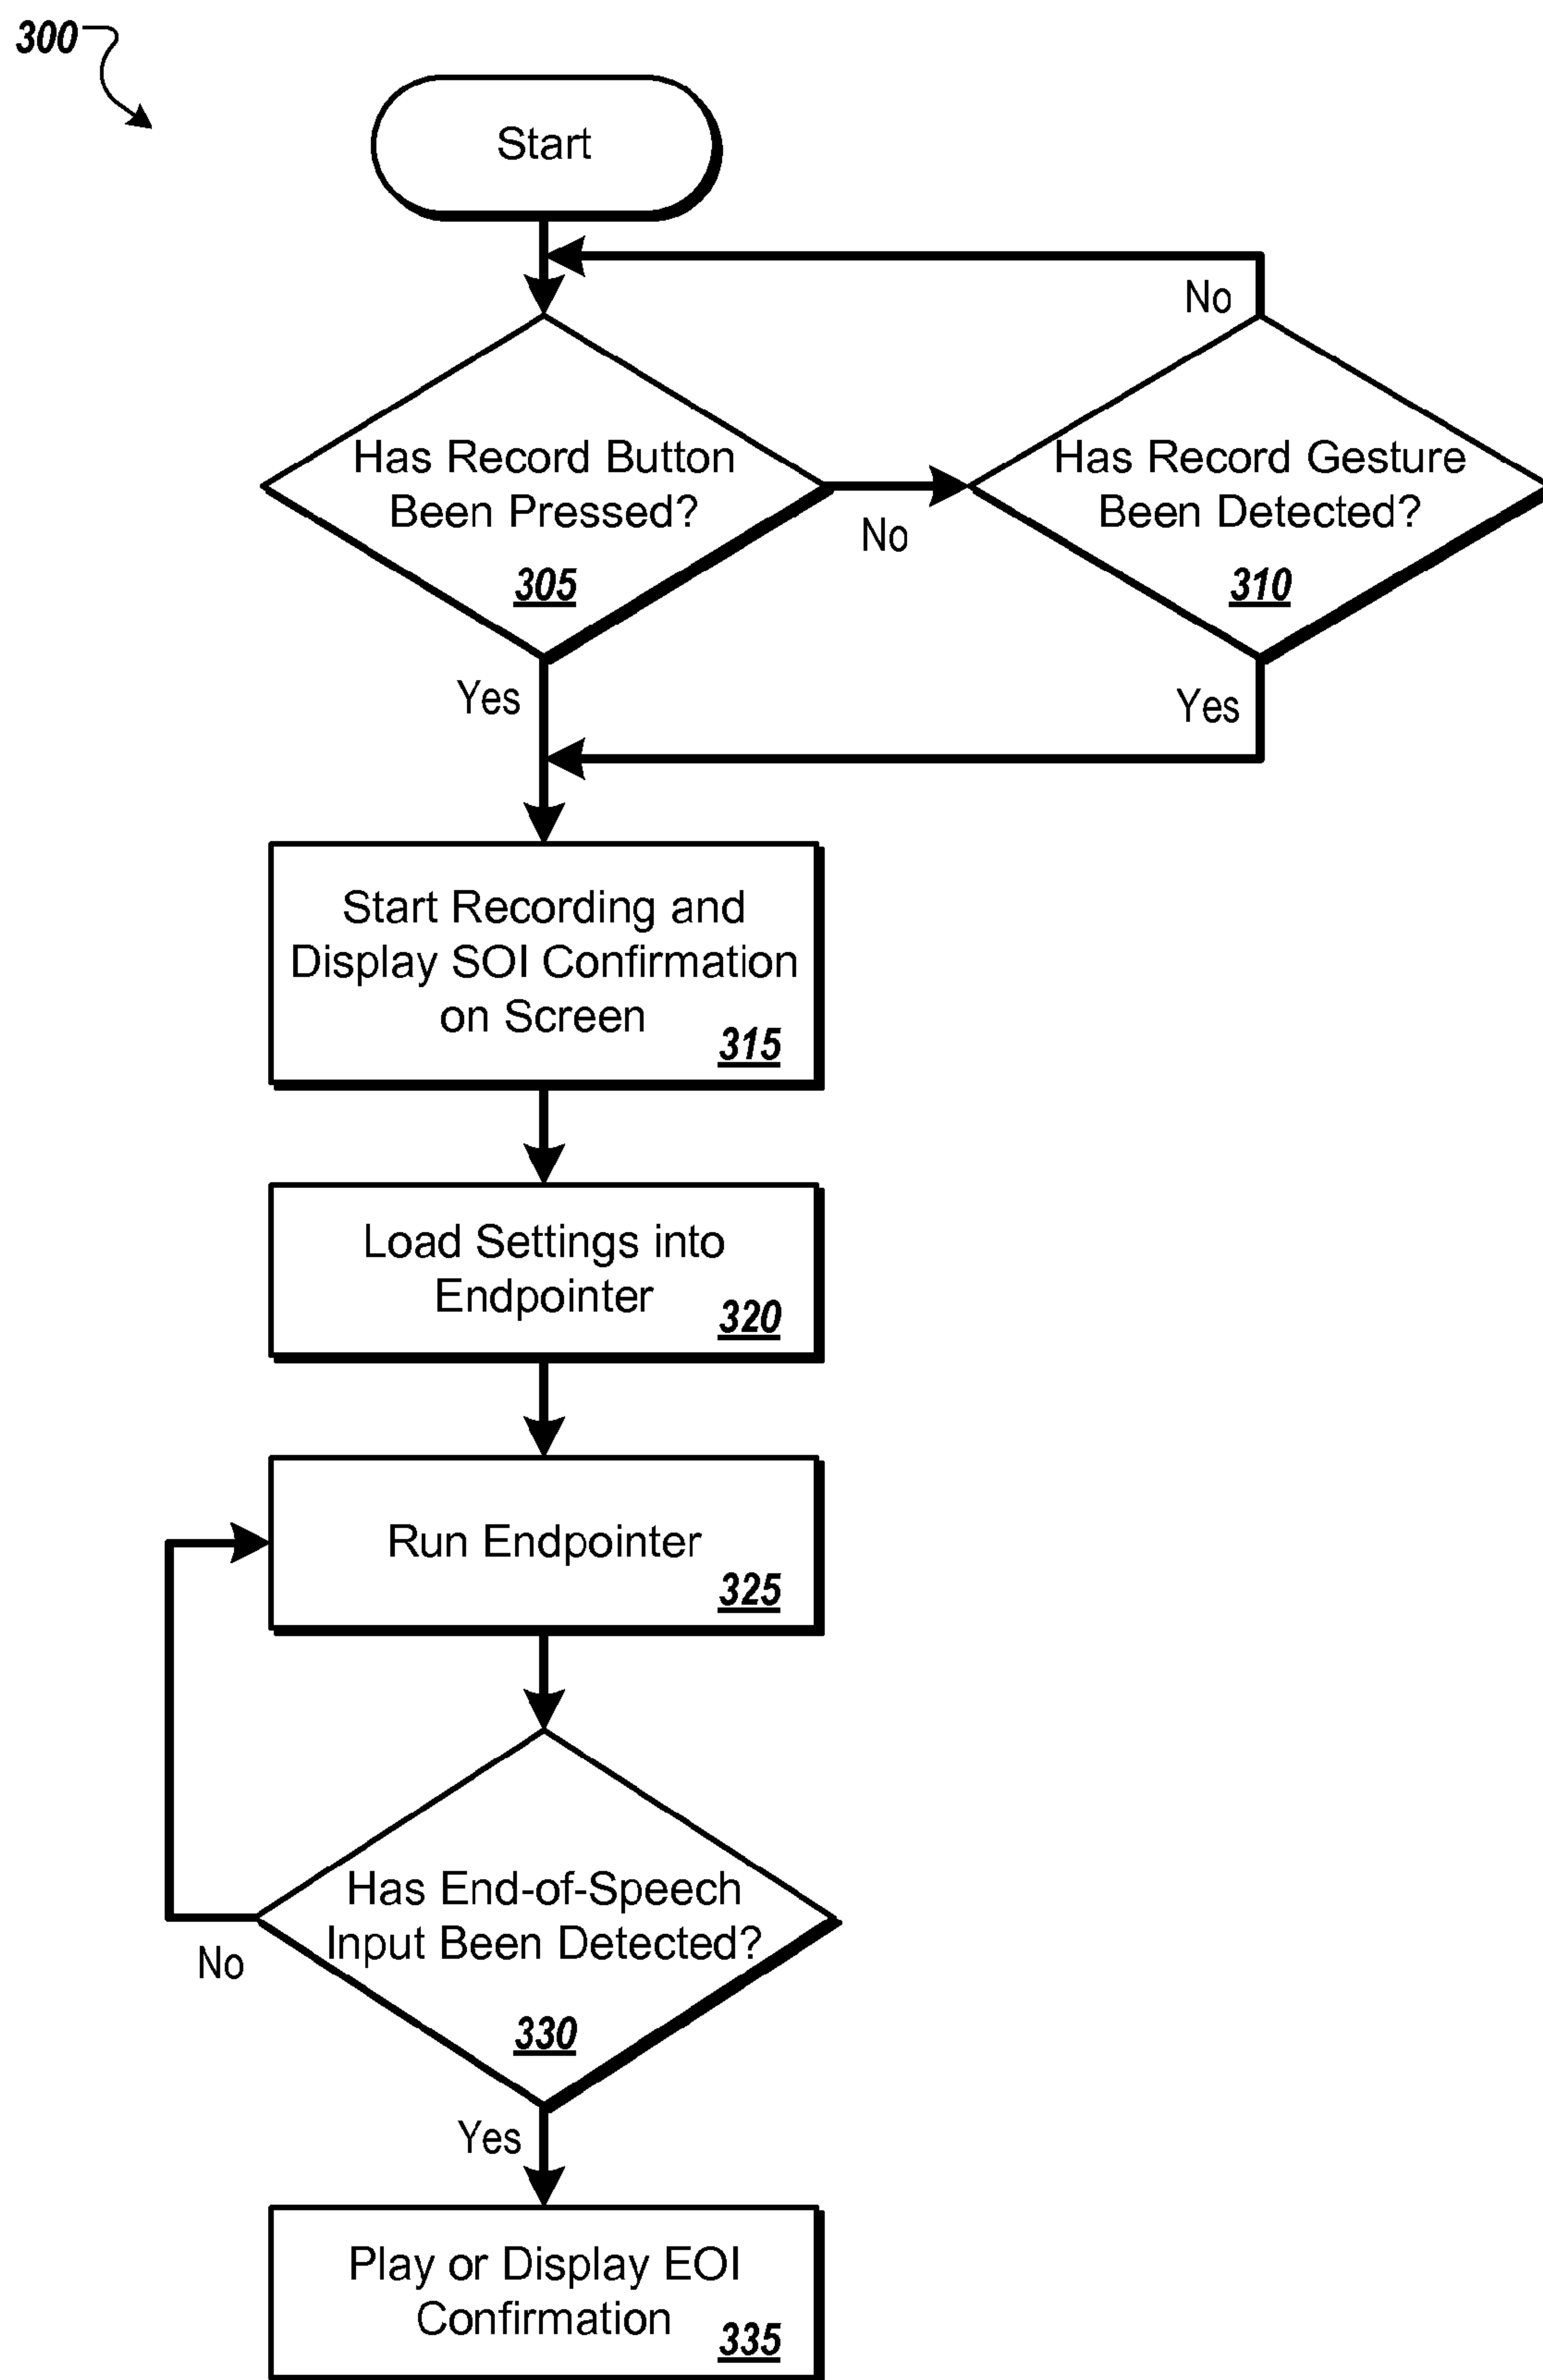 300
Start
No
Has Record Button
Been Pressed?
305
No
Has Record Gesture
Been Detected?
310
Yes
Yes
Start Recording and
Display SOI Confirmation
on Screen
315
Load Settings into
Endpointer
320
Run Endpointer
325
Has End-of-Speech
Input Been Detected?
330
No
Yes
Play or Display EOI
Confirmation
335